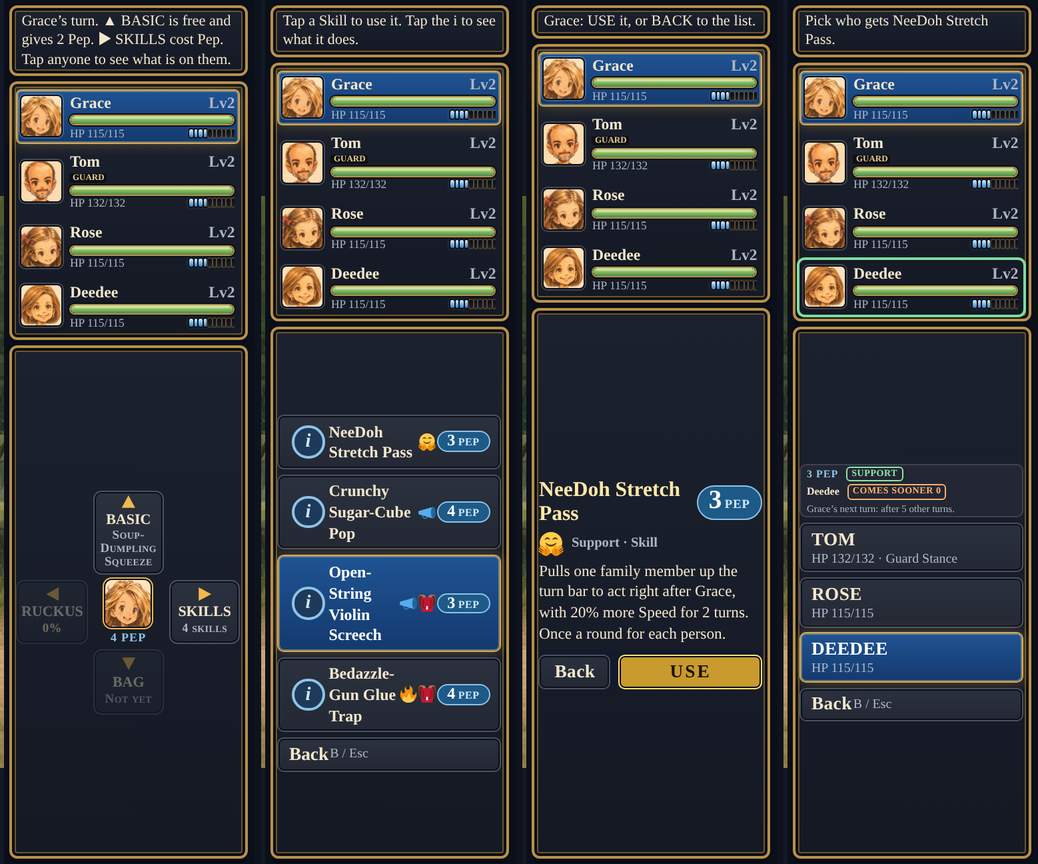 Grace’s turn. ▲ BASIC is free and
gives 2 Pep. ▶ SKILLS cost Pep.
Tap anyone to see what is on them.
Grace Lv2
HP 115/115
Tom Lv2
GUARD
HP 132/132
Rose Lv2
HP 115/115
Deedee Lv2
HP 115/115
▲
BASIC
Soup-
Dumpling
Squeeze
◀
RUCKUS
0%
4 PEP
▶
SKILLS
4 skills
▼
BAG
Not yet
Tap a Skill to use it. Tap the i to see
what it does.
Grace Lv2
HP 115/115
Tom Lv2
GUARD
HP 132/132
Rose Lv2
HP 115/115
Deedee Lv2
HP 115/115
i NeeDoh
Stretch Pass 3 PEP
i Crunchy
Sugar-Cube
Pop 4 PEP
i Open-
String
Violin
Screech 3 PEP
i Bedazzle-
Gun Glue
Trap 4 PEP
Back B / Esc
Grace: USE it, or BACK to the list.
Grace Lv2
HP 115/115
Tom Lv2
GUARD
HP 132/132
Rose Lv2
HP 115/115
Deedee Lv2
HP 115/115
NeeDoh Stretch
Pass 3 PEP
Support · Skill
Pulls one family member up the
turn bar to act right after Grace,
with 20% more Speed for 2 turns.
Once a round for each person.
Back USE
Pick who gets NeeDoh Stretch
Pass.
Grace Lv2
HP 115/115
Tom Lv2
GUARD
HP 132/132
Rose Lv2
HP 115/115
Deedee Lv2
HP 115/115
3 PEP SUPPORT
Deedee COMES SOONER 0
Grace’s next turn: after 5 other turns.
TOM
HP 132/132 · Guard Stance
ROSE
HP 115/115
DEEDEE
HP 115/115
Back B / Esc